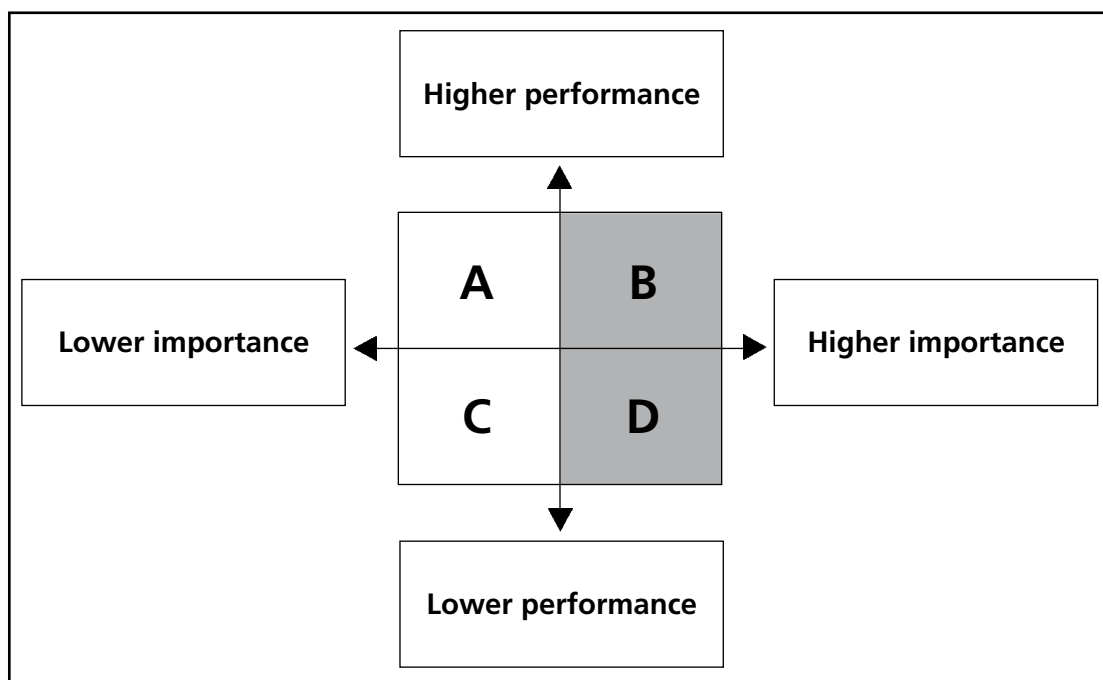 Higher performance
A B
Lower importance
Higher importance
C D
Lower performance